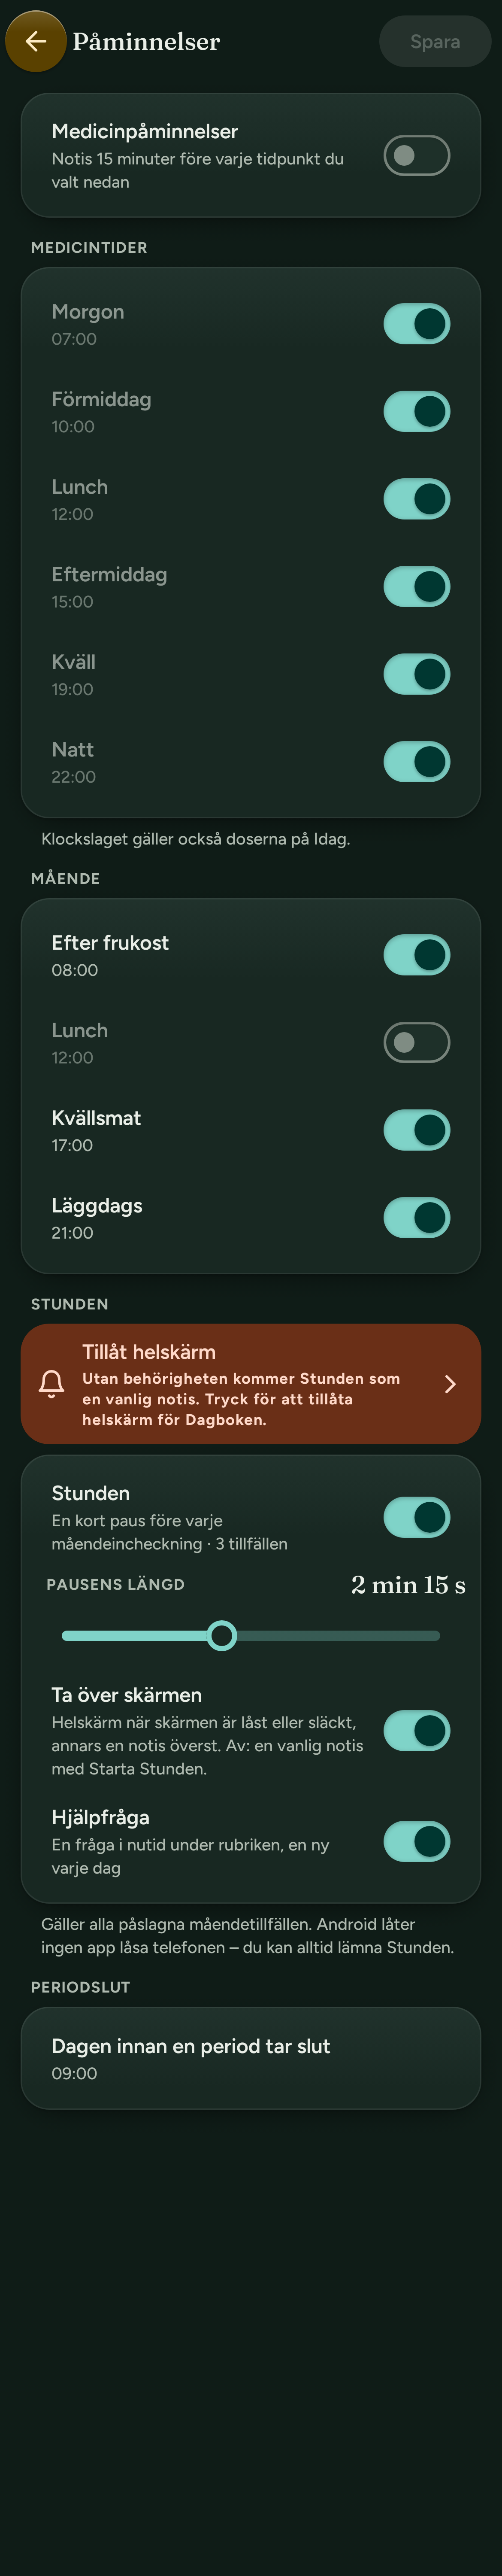 Påminnelser
Spara
Medicinpåminnelser
Notis 15 minuter före varje tidpunkt du
valt nedan
MEDICINTIDER
Morgon
07:00
Förmiddag
10:00
Lunch
12:00
Eftermiddag
15:00
Kväll
19:00
Natt
22:00
Klockslaget gäller också doserna på Idag.
MÅENDE
Efter frukost
08:00
Lunch
12:00
Kvällsmat
17:00
Läggdags
21:00
STUNDEN
Tillåt helskärm
Utan behörigheten kommer Stunden som
en vanlig notis. Tryck för att tillåta
helskärm för Dagboken.
Stunden
En kort paus före varje
måendeincheckning · 3 tillfällen
PAUSENS LÄNGD
2 min 15 s
Ta över skärmen
Helskärm när skärmen är låst eller släckt,
annars en notis överst. Av: en vanlig notis
med Starta Stunden.
Hjälpfråga
En fråga i nutid under rubriken, en ny
varje dag
Gäller alla påslagna måendetillfällen. Android låter
ingen app låsa telefonen – du kan alltid lämna Stunden.
PERIODSLUT
Dagen innan en period tar slut
09:00